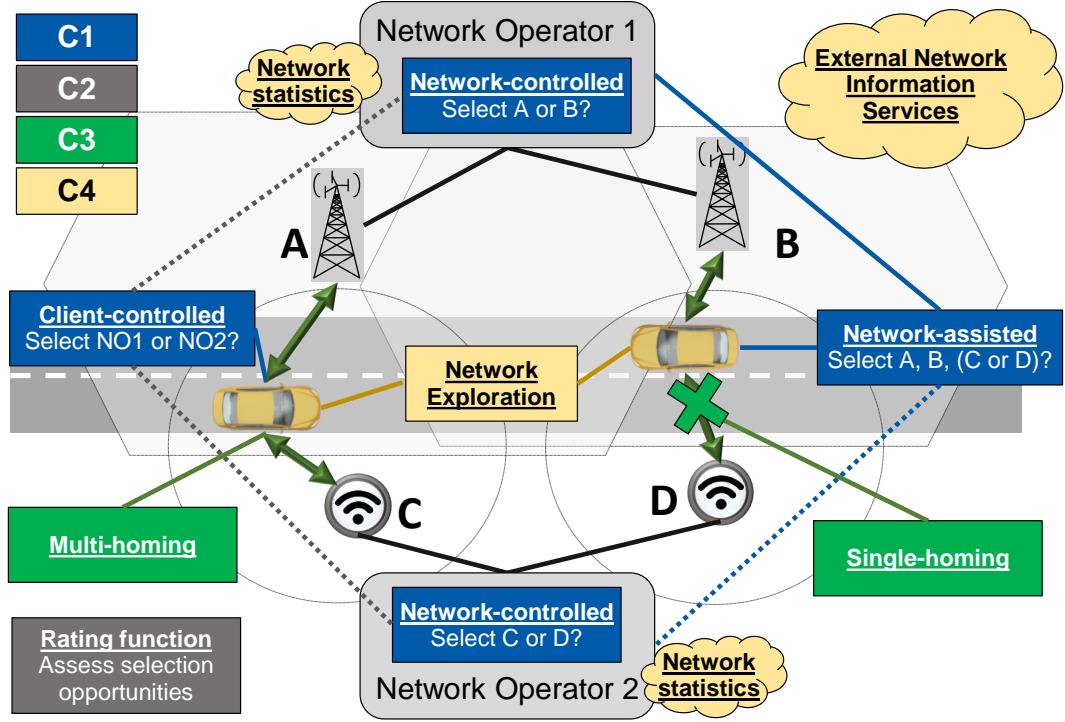 C1
C2
C3
C4
Network Operator 1
Network-controlled
Select A or B?
Network
statistics
External Network
Information
Services
A
B
Client-controlled
Select NO1 or NO2?
Network-assisted
Select A, B, (C or D)?
Network
Exploration
C
D
Multi-homing
Single-homing
Network-controlled
Select C or D?
Network Operator 2
Network
statistics
Rating function
Assess selection
opportunities